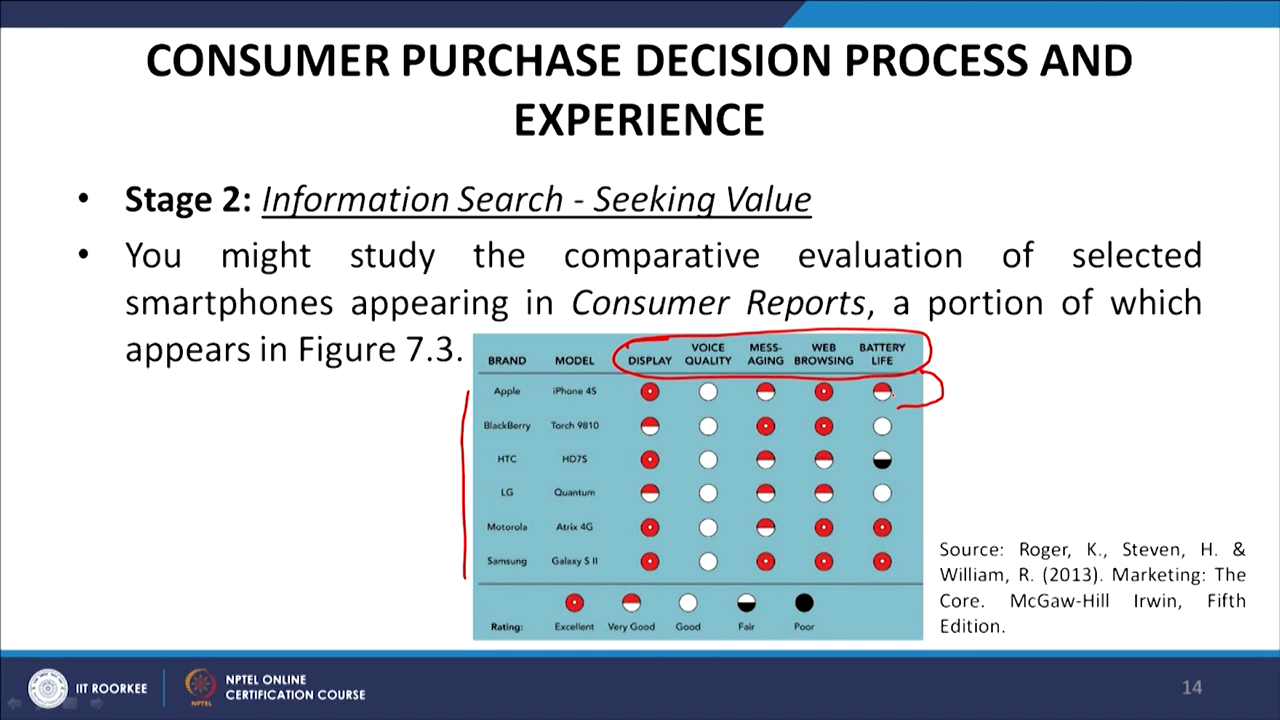 CONSUMER PURCHASE DECISION PROCESS AND
EXPERIENCE
• Stage 2: Information Search - Seeking Value
• You might study the comparative evaluation of selected
smartphones appearing in Consumer Reports, a portion of which
appears in Figure 7.3.
BRAND MODEL DISPLAY VOICE QUALITY MESS-AGING WEB BROWSING BATTERY LIFE
Apple iPhone 4S
BlackBerry Torch 9810
HTC HD7S
LG Quantum
Motorola Atrix 4G
Samsung Galaxy S II
Rating: Excellent Very Good Good Fair Poor
Source: Roger, K., Steven, H. &
William, R. (2013). Marketing: The
Core. McGaw-Hill Irwin, Fifth
Edition.
IIT ROORKEE
NPTEL
NPTEL ONLINE
CERTIFICATION COURSE
14